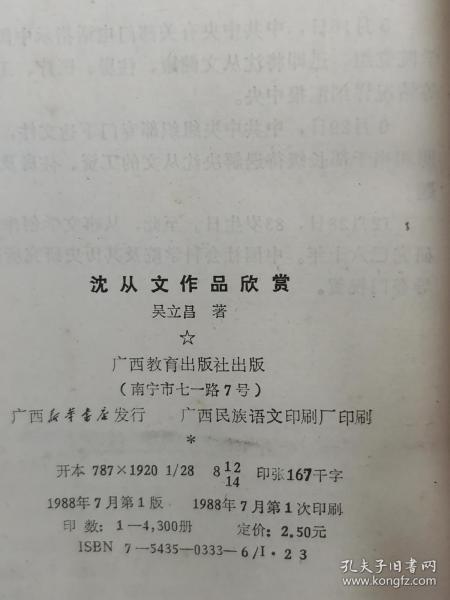 沈从文作品欣赏
吴立昌 著
☆
广西教育出版社出版
(南宁市七一路7号)
广西新华书店发行 广西民族语文印刷厂印刷
*
开本 787×1920 1/28 8 12/14 印张167千字
1988年7月第1版 1988年7月第1次印刷
印 数: 1—4,300册 定价: 2.50元
ISBN 7—5435—0333—6/I·23
孔夫子旧书网
www.kongfz.com